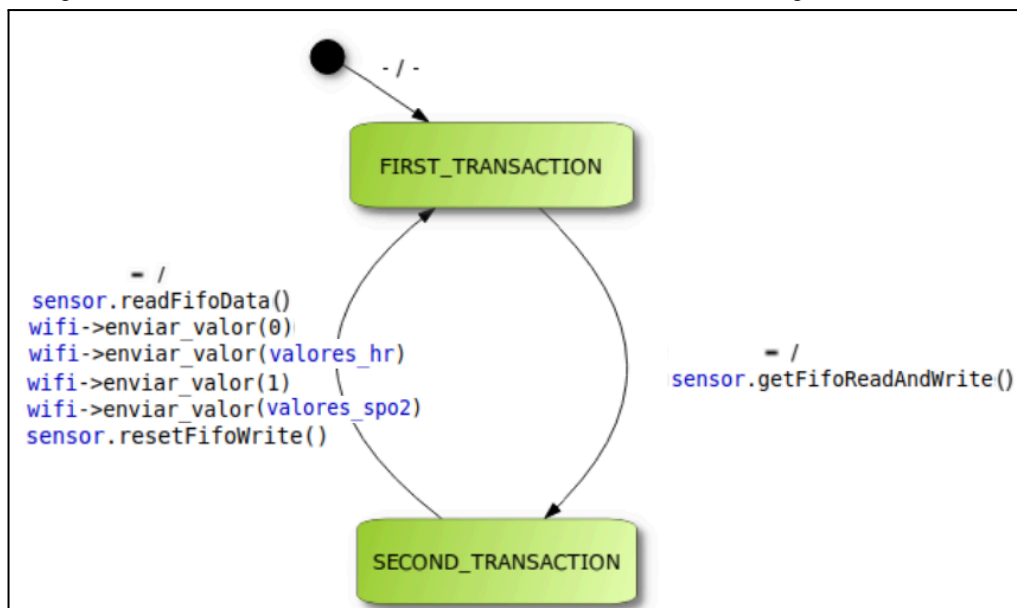 - / -
FIRST_TRANSACTION
- /
sensor.readFifoData()
wifi->enviar_valor(0)
wifi->enviar_valor(valores_hr)
wifi->enviar_valor(1)
wifi->enviar_valor(valores_spo2)
sensor.resetFifoWrite()
- /
sensor.getFifoReadAndWrite()
SECOND_TRANSACTION